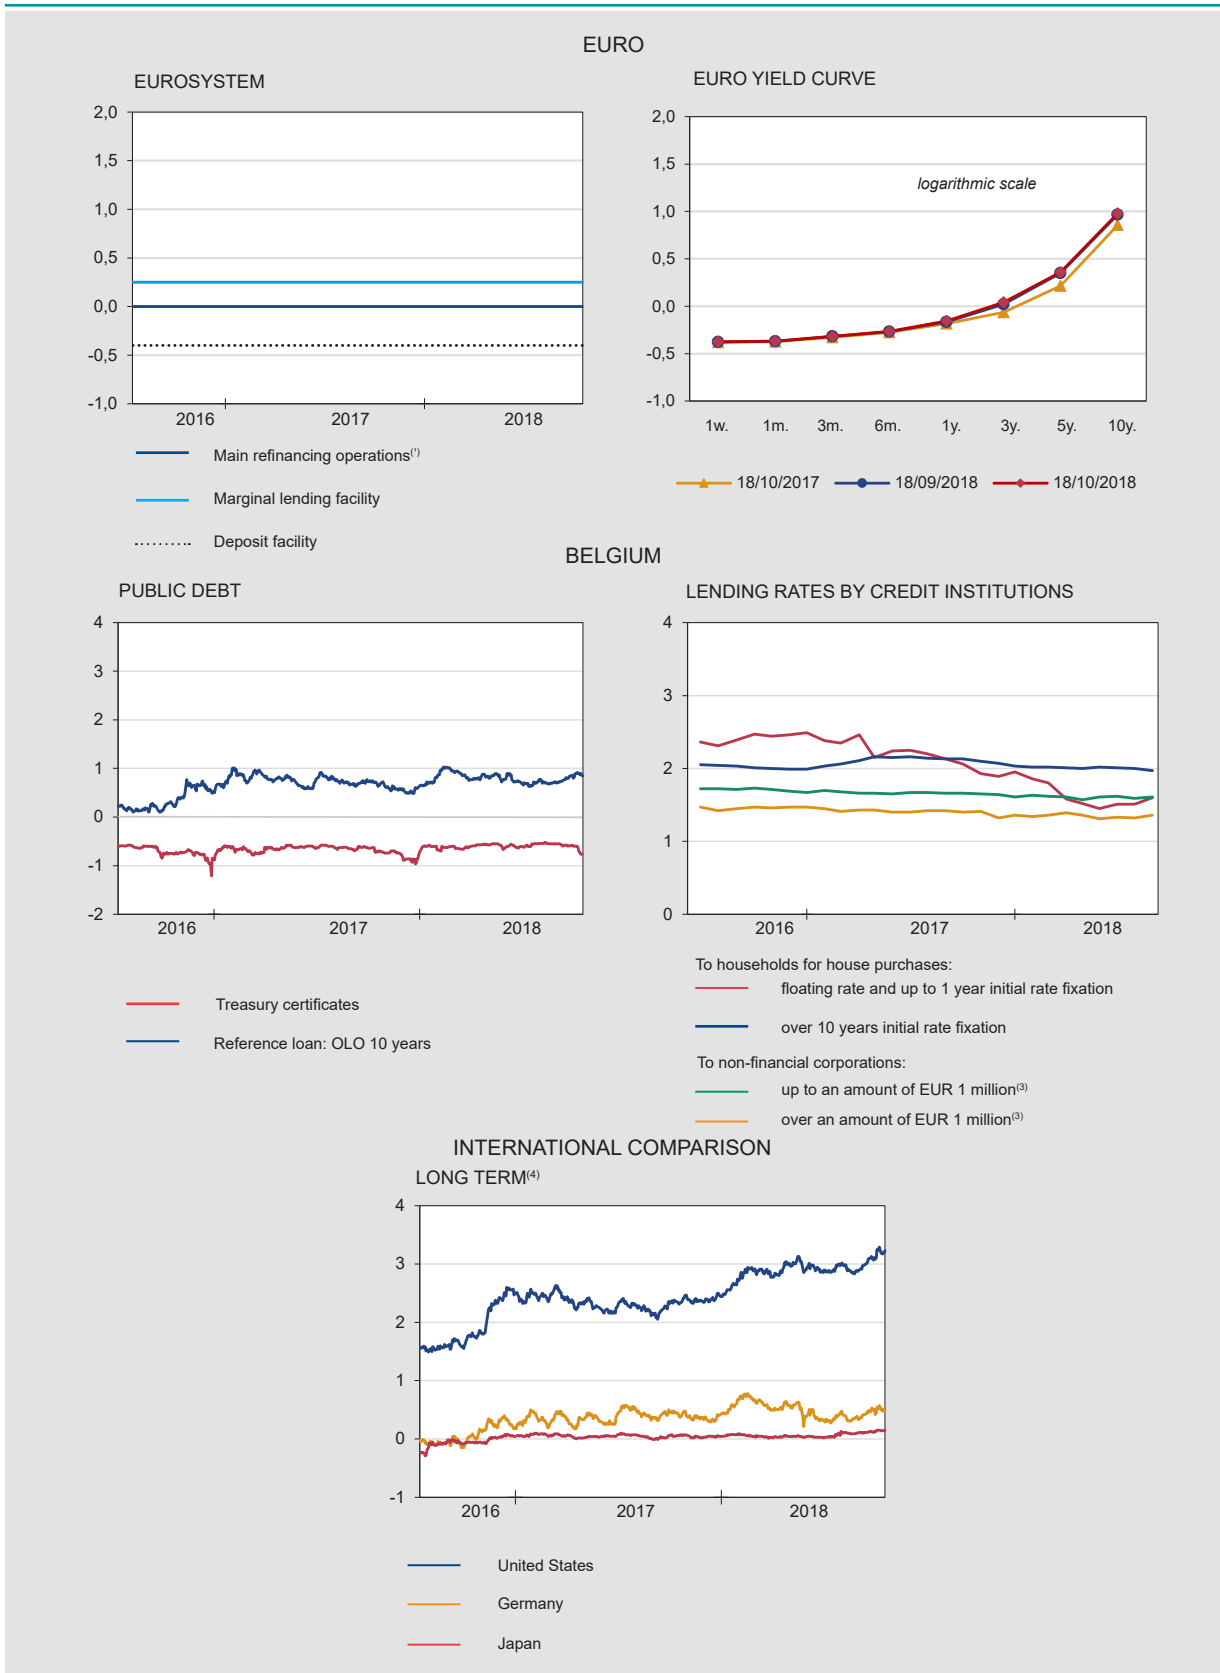 EURO
EUROSYSTEM
2,0
1,5
1,0
0,5
0,0
-0,5
-1,0
2016 2017 2018
Main refinancing operations(1)
Marginal lending facility
Deposit facility
EURO YIELD CURVE
2,0
1,5
1,0
0,5
0,0
-0,5
-1,0
logarithmic scale
1w. 1m. 3m. 6m. 1y. 3y. 5y. 10y.
18/10/2017 18/09/2018 18/10/2018
BELGIUM
PUBLIC DEBT
4
3
2
1
0
-1
-2
2016 2017 2018
Treasury certificates
Reference loan: OLO 10 years
LENDING RATES BY CREDIT INSTITUTIONS
4
3
2
1
0
2016 2017 2018
To households for house purchases:
floating rate and up to 1 year initial rate fixation
over 10 years initial rate fixation
To non-financial corporations:
up to an amount of EUR 1 million(3)
over an amount of EUR 1 million(3)
INTERNATIONAL COMPARISON
LONG TERM(4)
4
3
2
1
0
-1
2016 2017 2018
United States
Germany
Japan